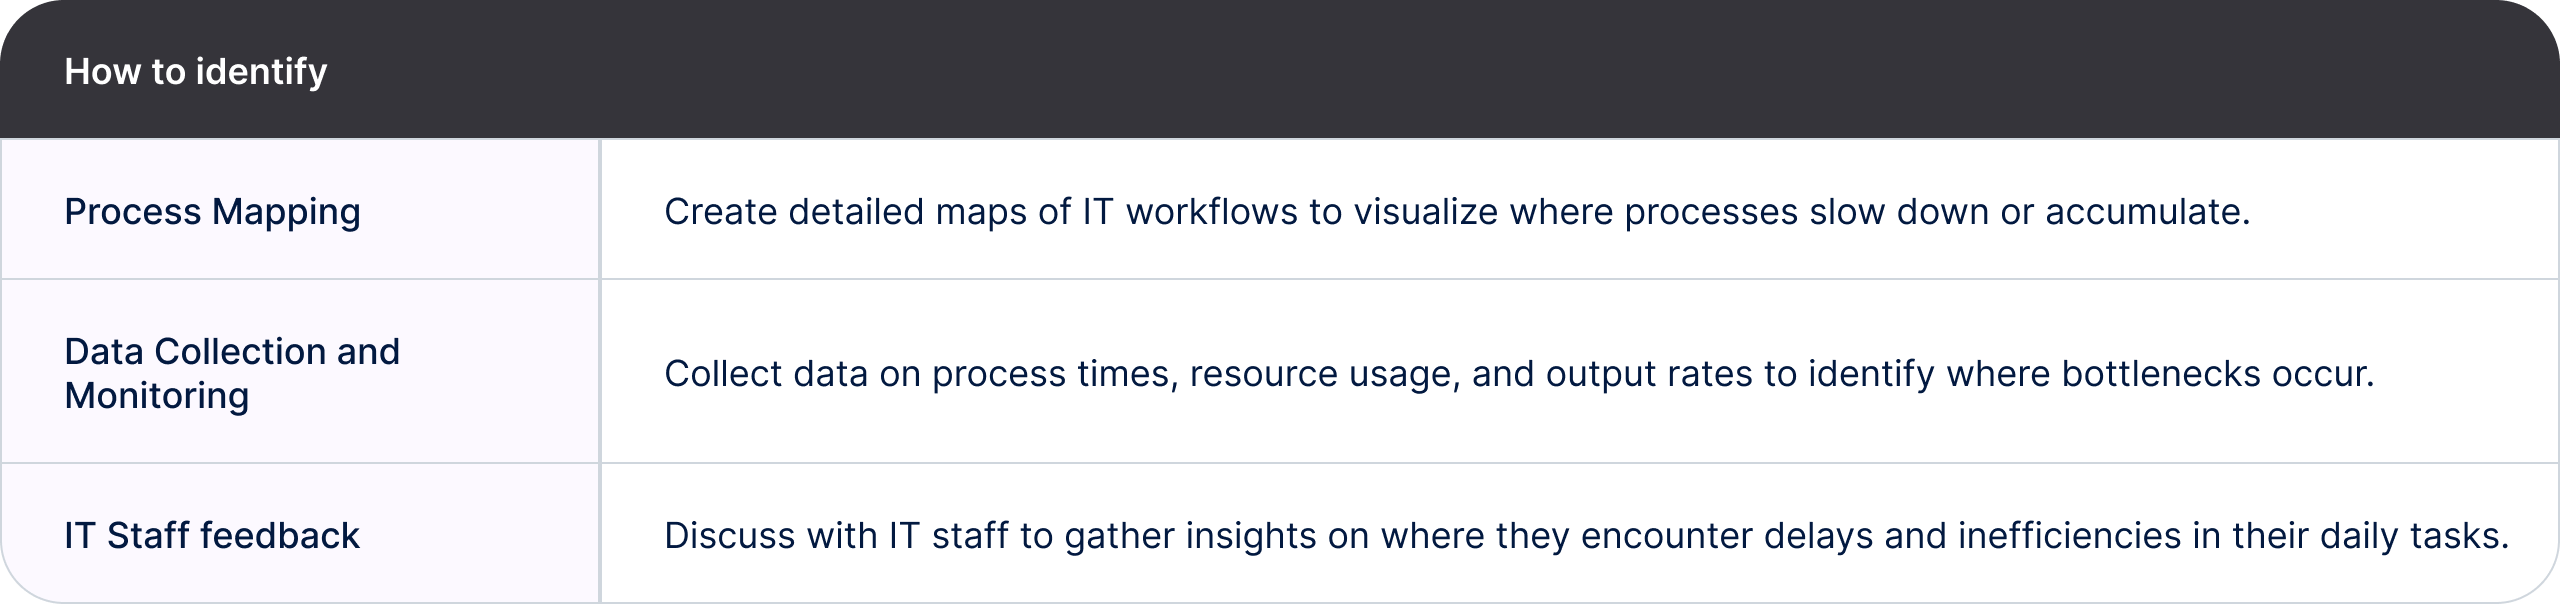 How to identify
Process Mapping
Create detailed maps of IT workflows to visualize where processes slow down or accumulate.
Data Collection and
Monitoring
Collect data on process times, resource usage, and output rates to identify where bottlenecks occur.
IT Staff feedback
Discuss with IT staff to gather insights on where they encounter delays and inefficiencies in their daily tasks.